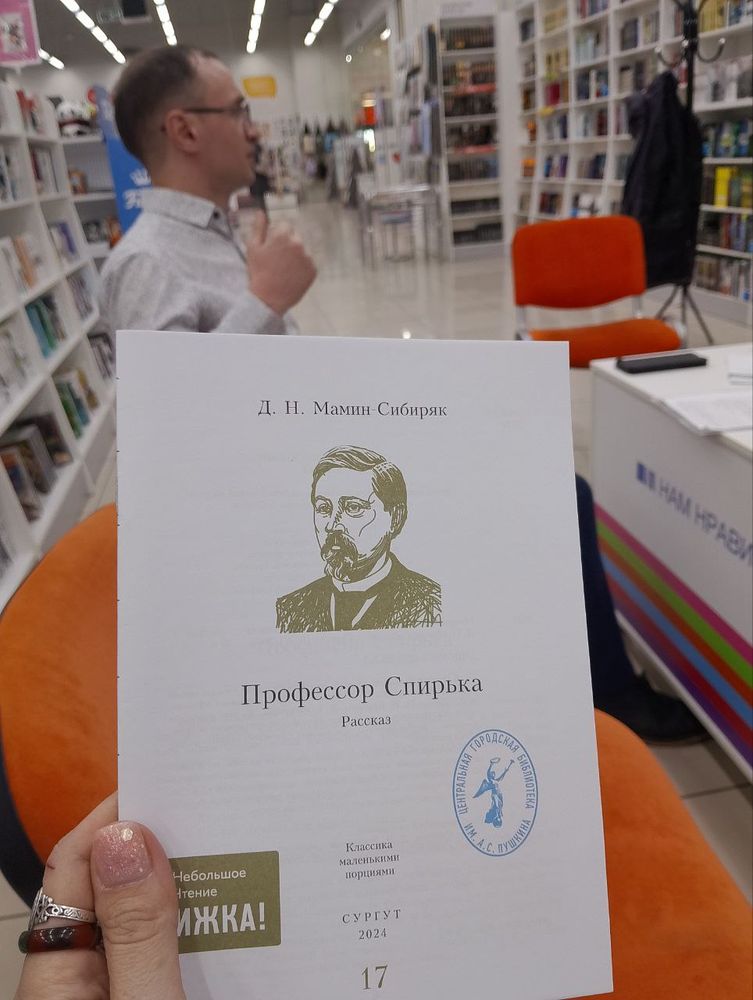 Д. Н. Мамин-Сибиряк
Профессор Спирька
Рассказ
ЦЕНТРАЛЬНАЯ ГОРОДСКАЯ БИБЛИОТЕКА
ИМ. А.С. ПУШКИНА
Небольшое
Чтение
ИЖКА!
Классика
маленькими
порциями
СУРГУТ
2024
17
НАМ НРАВИ